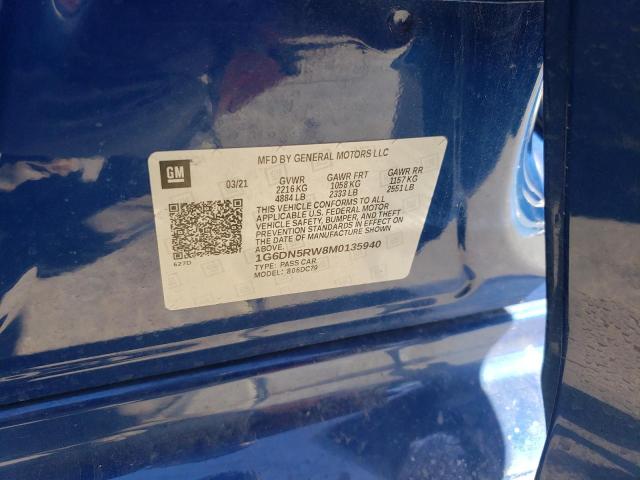 MFD BY GENERAL MOTORS LLC
GM
03/21 GVWR GAWR FRT GAWR RR
2216 KG 1058 KG 1157 KG
4884 LB 2333 LB 2551 LB
THIS VEHICLE CONFORMS TO ALL
APPLICABLE U.S. FEDERAL MOTOR
VEHICLE SAFETY, BUMPER, AND THEFT
PREVENTION STANDARDS IN EFFECT ON
THE DATE OF MANUFACTURE SHOWN
ABOVE.
627D
1G6DN5RW8M0135940
TYPE: PASS CAR
MODEL: 806DC79